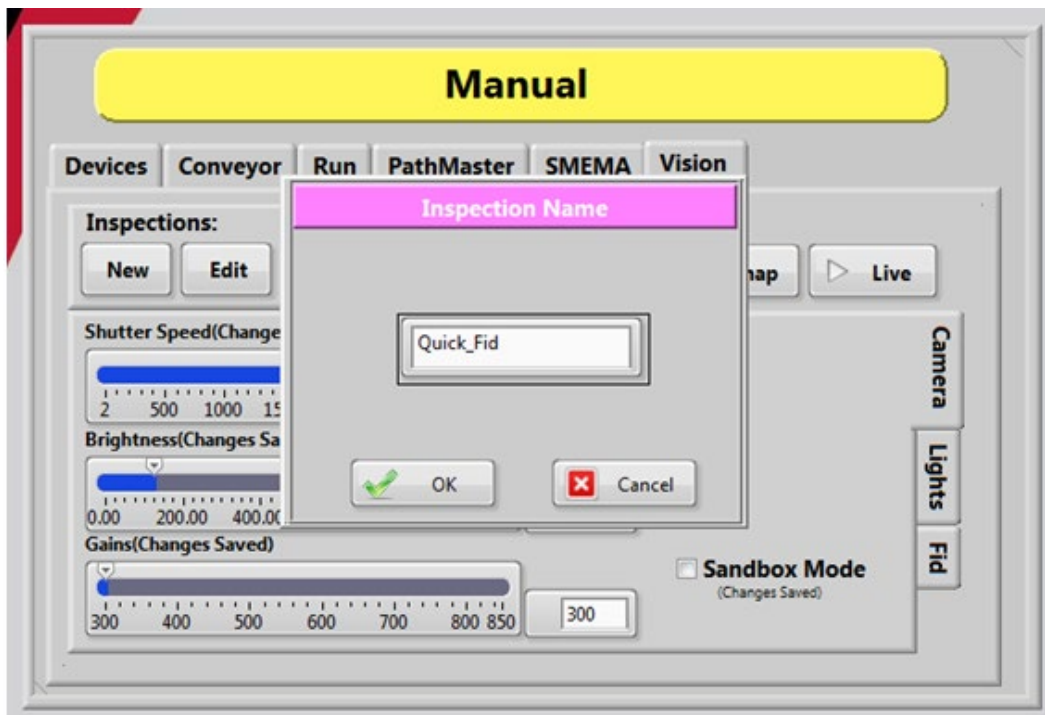 Manual
Devices Conveyor Run PathMaster SMEMA Vision
Inspection Name
Inspections:
New Edit Live
Quick_Fid
Shutter Speed(Change
2 500 1000
Brightness(Changes Sa
0.00 200.00 400.00
OK Cancel
Gains(Changes Saved)
300 400 500 600 700 800 850
300
Sandbox Mode
(Changes Saved)
Camera
Lights
Fid